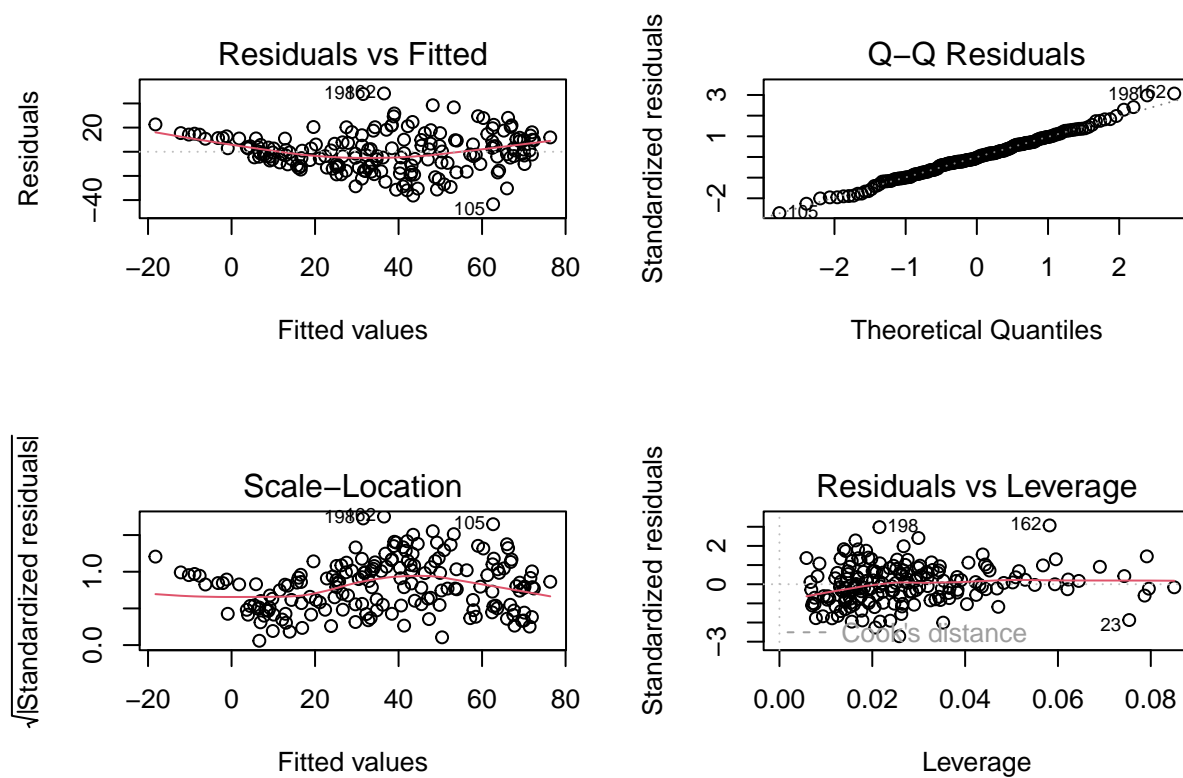 Residuals vs Fitted
Residuals
20
−40
198
162
105
−20 0 20 40 60 80
Fitted values
Q−Q Residuals
Standardized residuals
3
1
−2
198
162
105
−2 −1 0 1 2
Theoretical Quantiles
Scale−Location
√|Standardized residuals|
1.0
0.0
198
162
105
−20 0 20 40 60 80
Fitted values
Residuals vs Leverage
Standardized residuals
2
0
−3
198
162
23
Cook's distance
0.00 0.02 0.04 0.06 0.08
Leverage